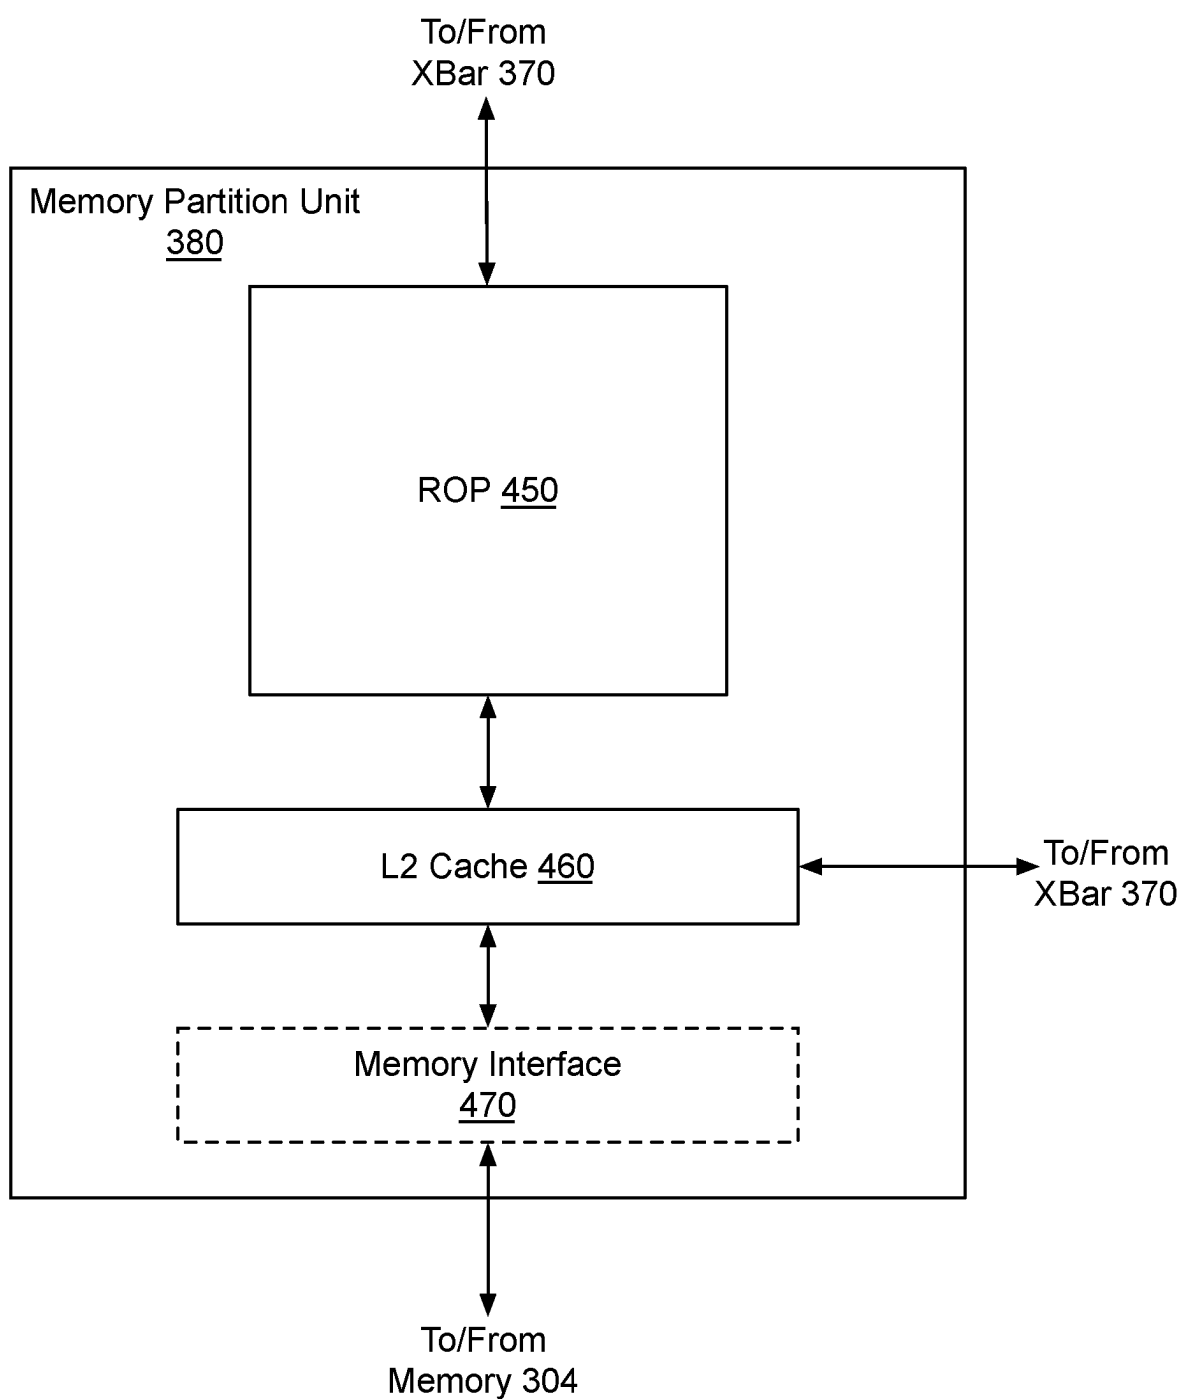 To/From
XBar 370
Memory Partition Unit
380
ROP 450
L2 Cache 460
To/From
XBar 370
Memory Interface
470
To/From
Memory 304